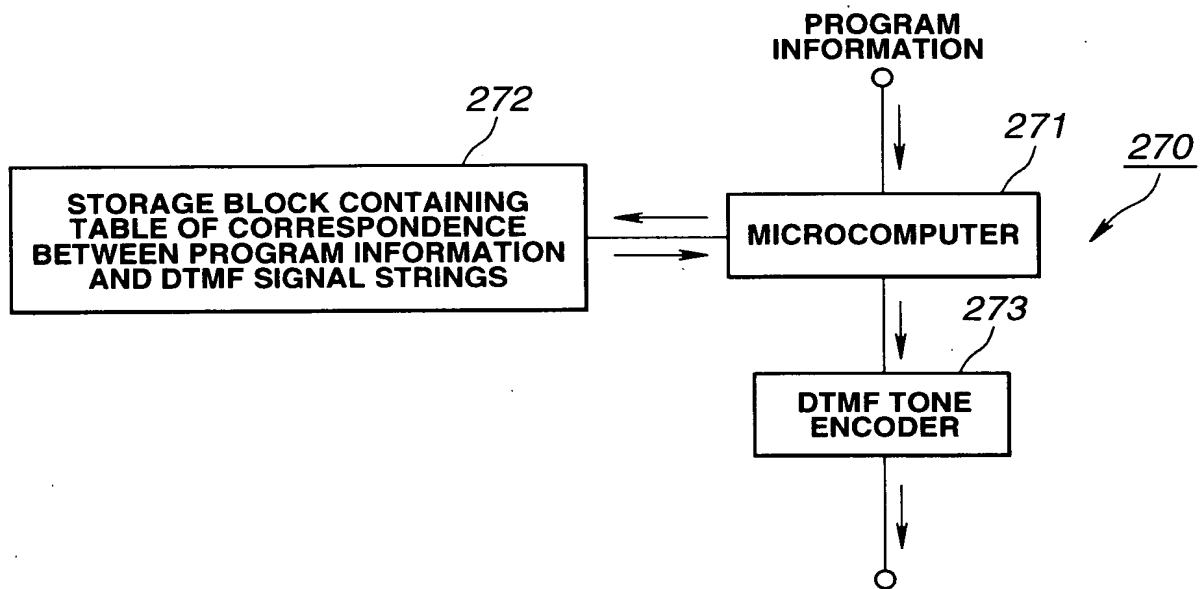 PROGRAM
INFORMATION
272
271
270
STORAGE BLOCK CONTAINING
TABLE OF CORRESPONDENCE
BETWEEN PROGRAM INFORMATION
AND DTMF SIGNAL STRINGS
MICROCOMPUTER
273
DTMF TONE
ENCODER